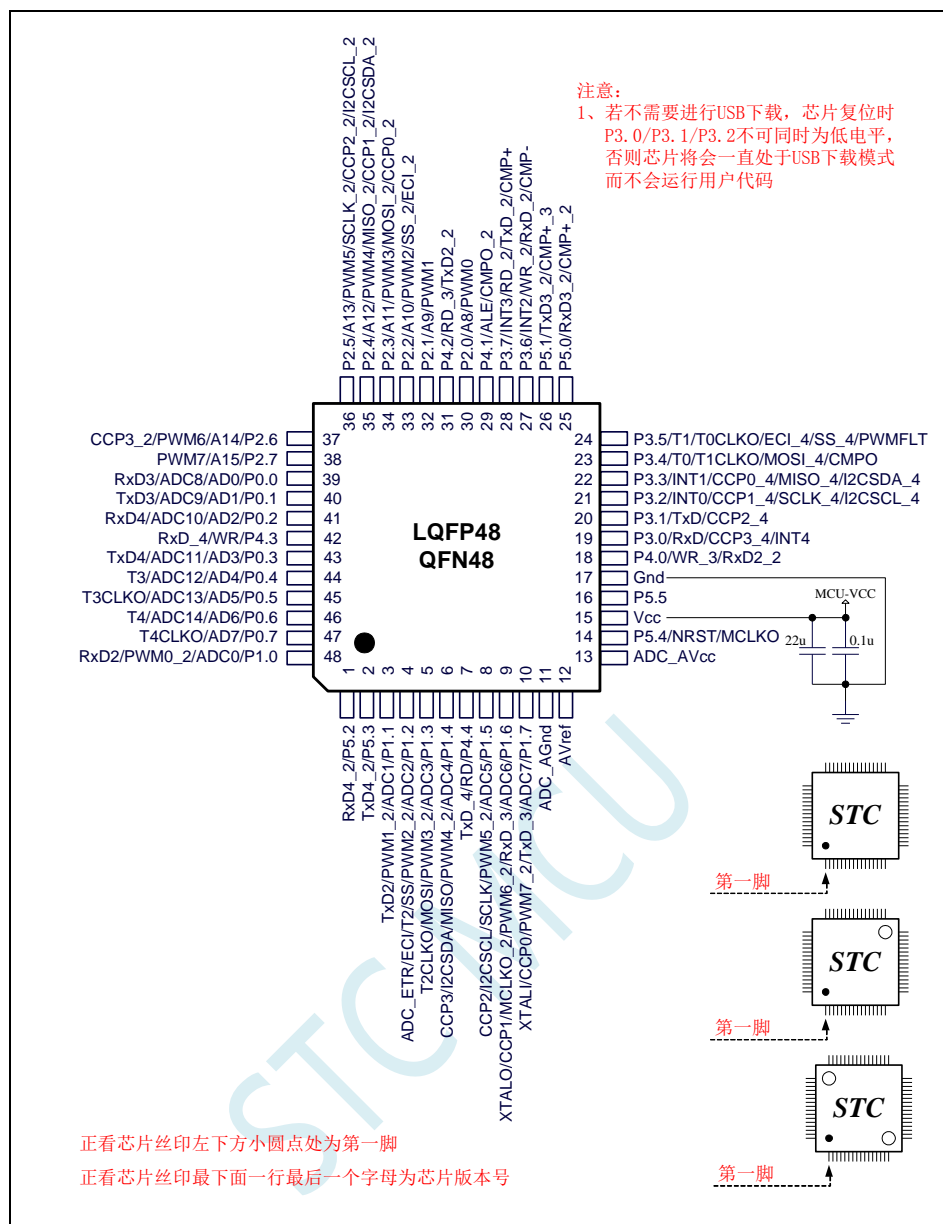 注意：
1、若不需要进行USB下载，芯片复位时
P3.0/P3.1/P3.2不可同时为低电平，
否则芯片将会一直处于USB下载模式
而不会运行用户代码
P2.5/A13/PWM5/SCLK_2/CCP2_2/I2CSCL_2
P2.4/A12/PWM4/MISO_2/CCP1_2/I2CSDA_2
P2.3/A11/PWM3/MOSI_2/CCP0_2
P2.2/A10/PWM2/SS_2/ECI_2
P2.1/A9/PWM1
P4.2/RD_3/TxD2_2
P2.0/A8/PWM0
P4.1/ALE/CMPO_2
P3.7/INT3/RD_2/TxD_2/CMP+
P3.6/INT2/WR_2/RxD_2/CMP-
P5.1/TxD3_2/CMP+_3
P5.0/RxD3_2/CMP+_2
36 35 34 33 32 31 30 29 28 27 26 25
CCP3_2/PWM6/A14/P2.6 37
PWM7/A15/P2.7 38
RxD3/ADC8/AD0/P0.0 39
TxD3/ADC9/AD1/P0.1 40
RxD4/ADC10/AD2/P0.2 41
RxD_4/WR/P4.3 42
TxD4/ADC11/AD3/P0.3 43
T3/ADC12/AD4/P0.4 44
T3CLKO/ADC13/AD5/P0.5 45
T4/ADC14/AD6/P0.6 46
T4CLKO/AD7/P0.7 47
RxD2/PWM0_2/ADC0/P1.0 48
LQFP48
QFN48
24 P3.5/T1/T0CLKO/ECI_4/SS_4/PWMFLT
23 P3.4/T0/T1CLKO/MOSI_4/CMPO
22 P3.3/INT1/CCP0_4/MISO_4/I2CSDA_4
21 P3.2/INT0/CCP1_4/SCLK_4/I2CSCL_4
20 P3.1/TxD/CCP2_4
19 P3.0/RxD/CCP3_4/INT4
18 P4.0/WR_3/RxD2_2
17 Gnd
16 P5.5
15 Vcc
14 P5.4/NRST/MCLKO
13 ADC_AVcc
MCU-VCC
22u 0.1u
1 2 3 4 5 6 7 8 9 10 11 12
RxD4_2/P5.2
TxD4_2/P5.3
TxD2/PWM1_2/ADC1/P1.1
ADC_ETR/ECI/T2/SS/PWM2_2/ADC2/P1.2
T2CLKO/MOSI/PWM3_2/ADC3/P1.3
CCP3/I2CSDA/MISO/PWM4_2/ADC4/P1.4
TxD_4/RD/P4.4
CCP2/I2CSCL/SCLK/PWM5_2/ADC5/P1.5
XTALO/CCP1/MCLKO_2/PWM6_2/RxD_3/ADC6/P1.6
XTALI/CCP0/PWM7_2/TxD_3/ADC7/P1.7
ADC_AGnd
AVref
STC
第一脚
STC
第一脚
STC
第一脚
STCMCU
正看芯片丝印左下方小圆点处为第一脚
正看芯片丝印最下面一行最后一个字母为芯片版本号